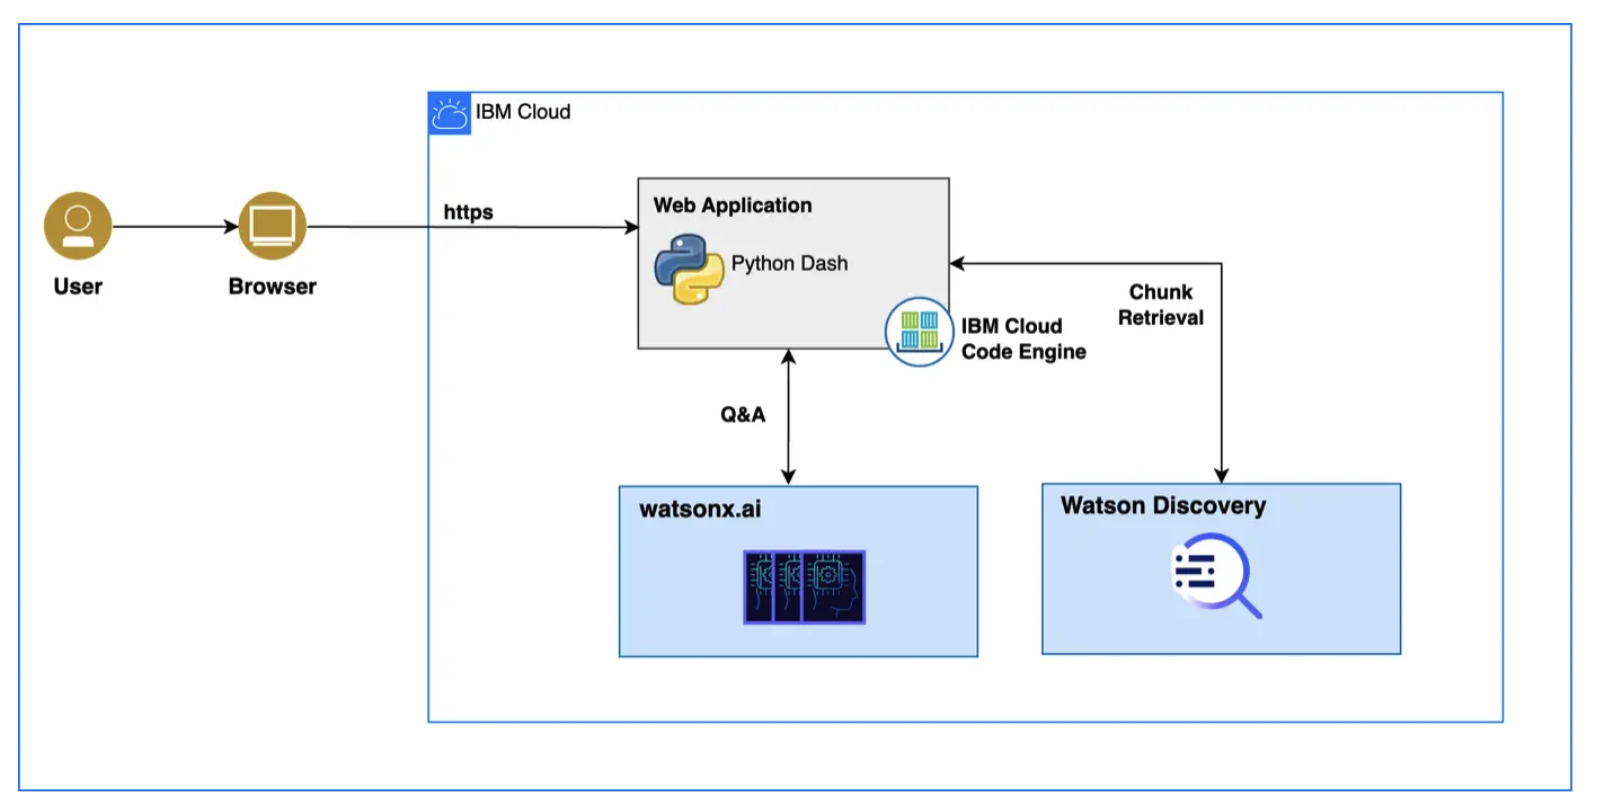 IBM Cloud
https
Web Application
Python Dash
User
Browser
Chunk
Retrieval
IBM Cloud
Code Engine
Q&A
watsonx.ai
Watson Discovery